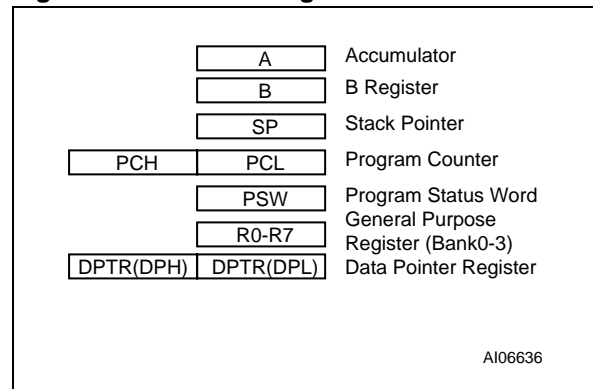 A Accumulator
B B Register
SP Stack Pointer
PCH PCL Program Counter
PSW Program Status Word
R0-R7 General Purpose
Register (Bank0-3)
DPTR(DPH) DPTR(DPL) Data Pointer Register
AI06636